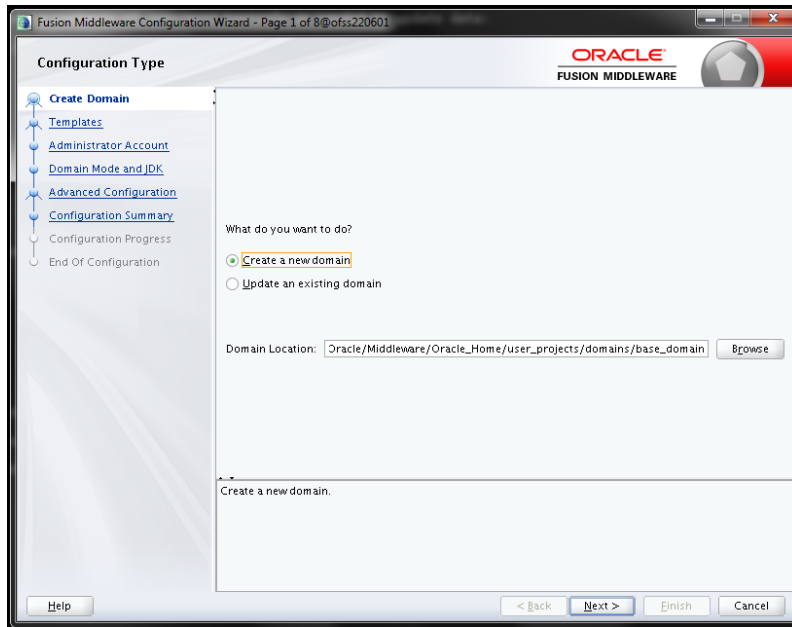 Fusion Middleware Configuration Wizard - Page 1 of 8@ofss220601
Configuration Type
ORACLE
FUSION MIDDLEWARE
Create Domain
Templates
Administrator Account
Domain Mode and JDK
Advanced Configuration
Configuration Summary
Configuration Progress
End Of Configuration
What do you want to do?
Create a new domain
Update an existing domain
Domain Location: Oracle/Middleware/Oracle_Home/user_projects/domains/base_domain Browse
Create a new domain.
Help < Back Next > Finish Cancel